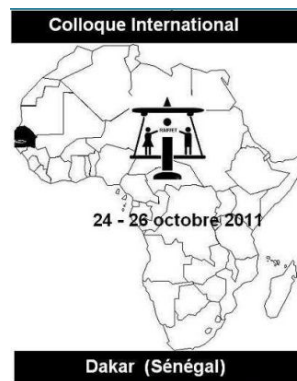 Colloque International
24 - 26 octobre 2011
Dakar (Sénégal)